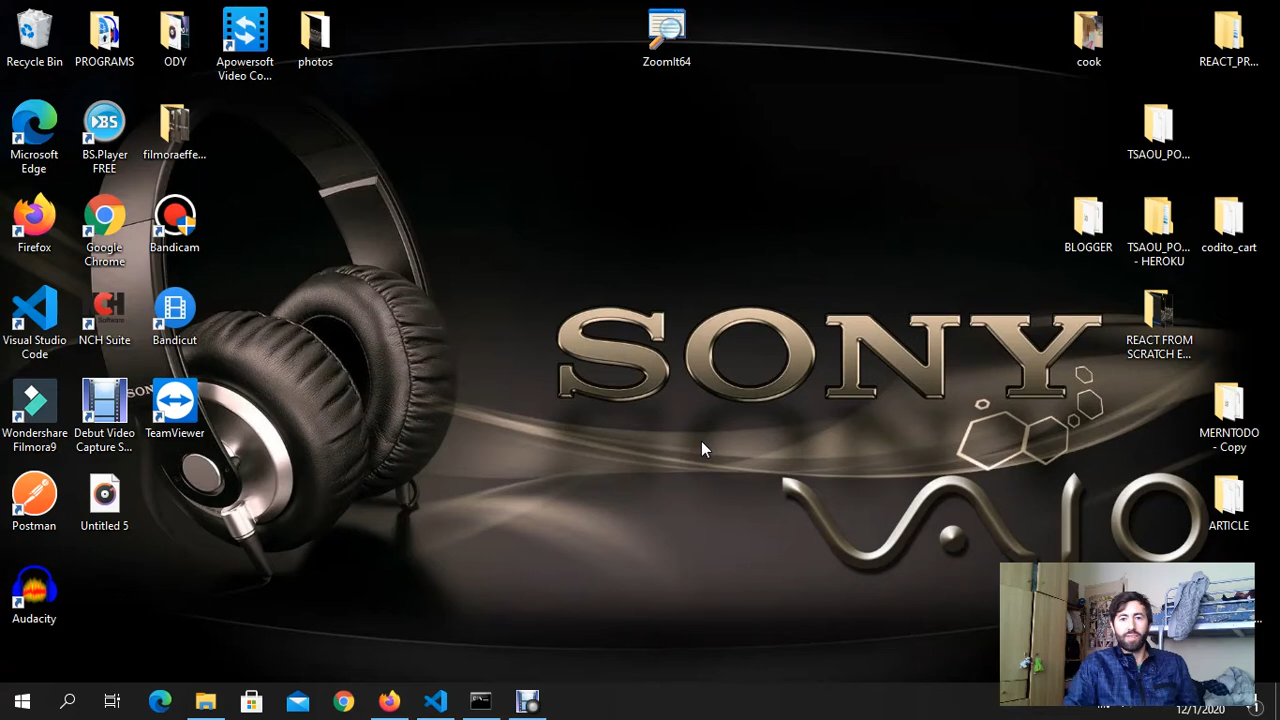 Recycle Bin
PROGRAMS
ODY
Apowersoft
Video Co...
photos
ZoomIt64
cook
REACT_PR...
Microsoft
Edge
BS.Player
FREE
filmoraeffe...
TSAOU_PO...
Firefox
Google
Chrome
Bandicam
BLOGGER
TSAOU_PO...
- HEROKU
codito_cart
Visual Studio
Code
NCH Suite
Bandicut
SONY
REACT FROM
SCRATCH E...
Wondershare
Filmora9
Debut Video
Capture S...
TeamViewer
MERNTODO
- Copy
Postman
Untitled 5
VAIO
ARTICLE
Audacity
12/1/2020